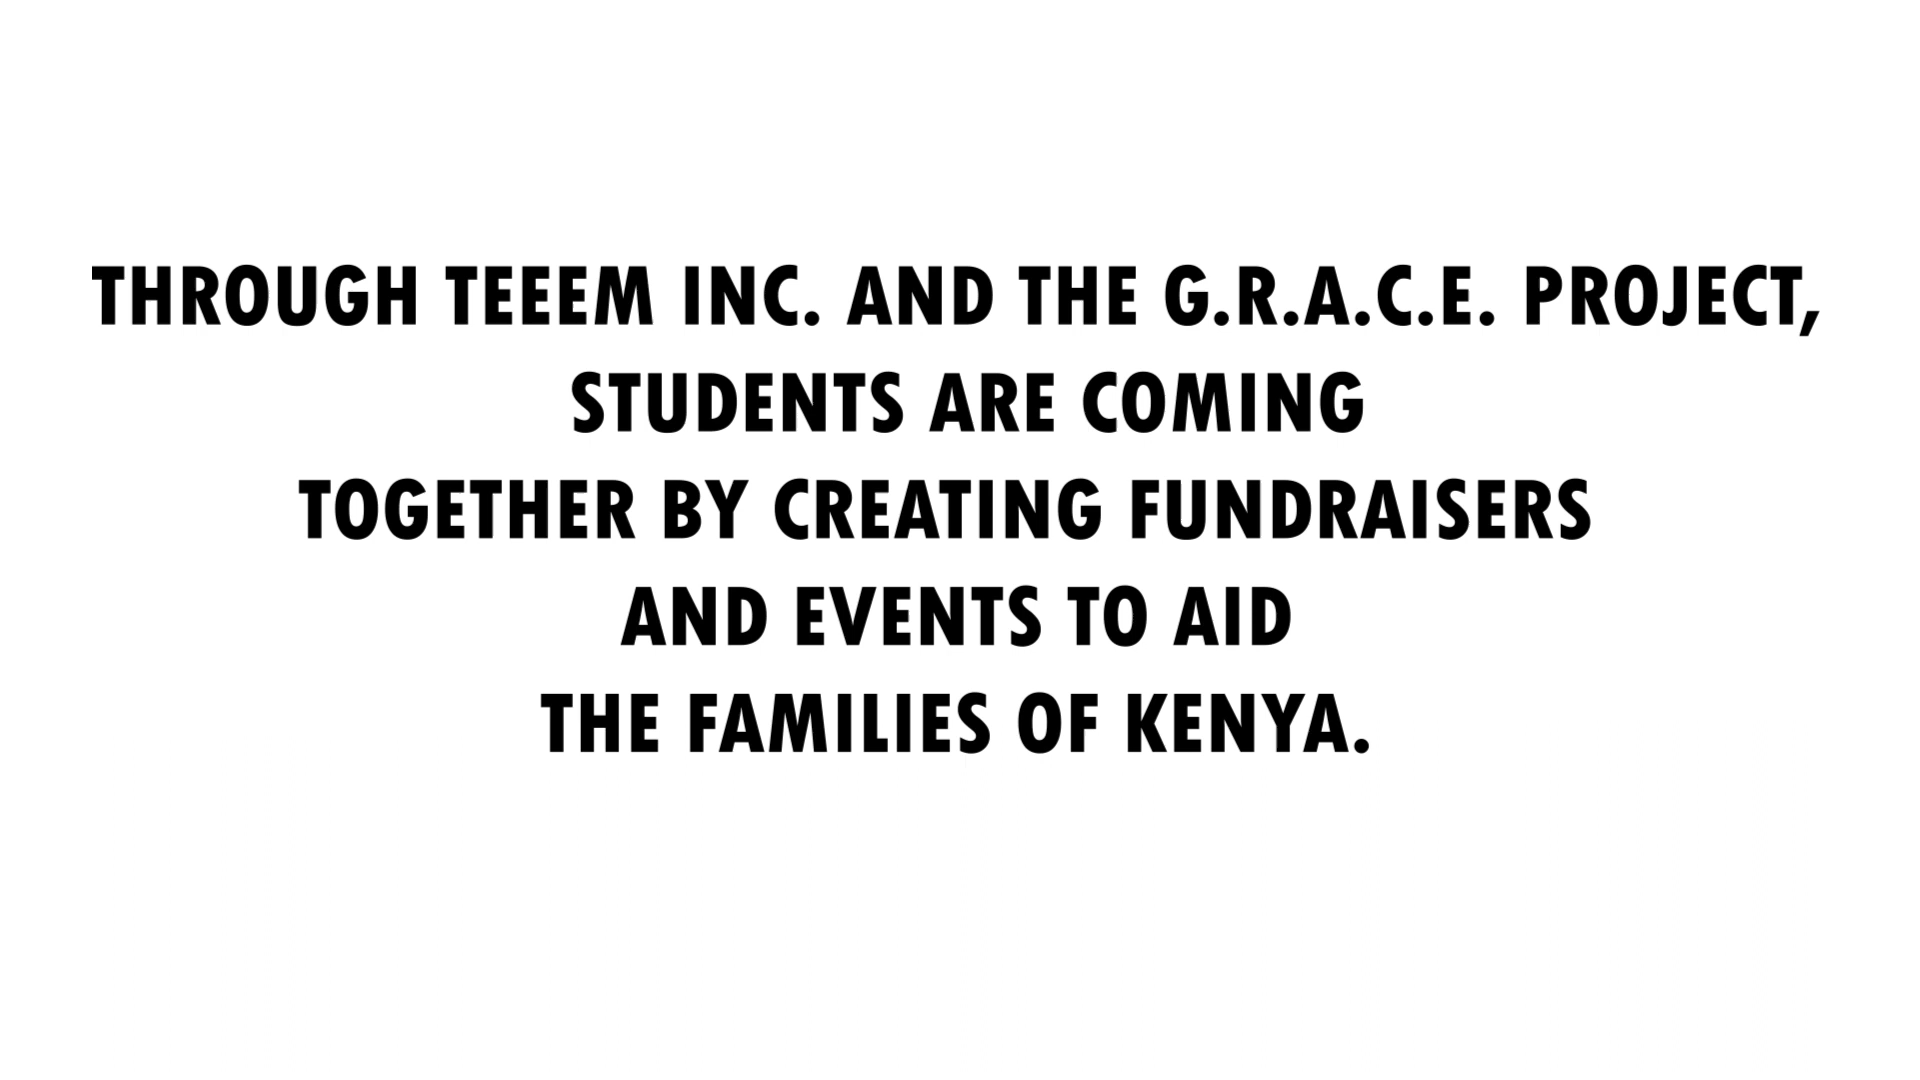 THROUGH TEEEM INC. AND THE G.R.A.C.E. PROJECT,
STUDENTS ARE COMING
TOGETHER BY CREATING FUNDRAISERS
AND EVENTS TO AID
THE FAMILIES OF KENYA.